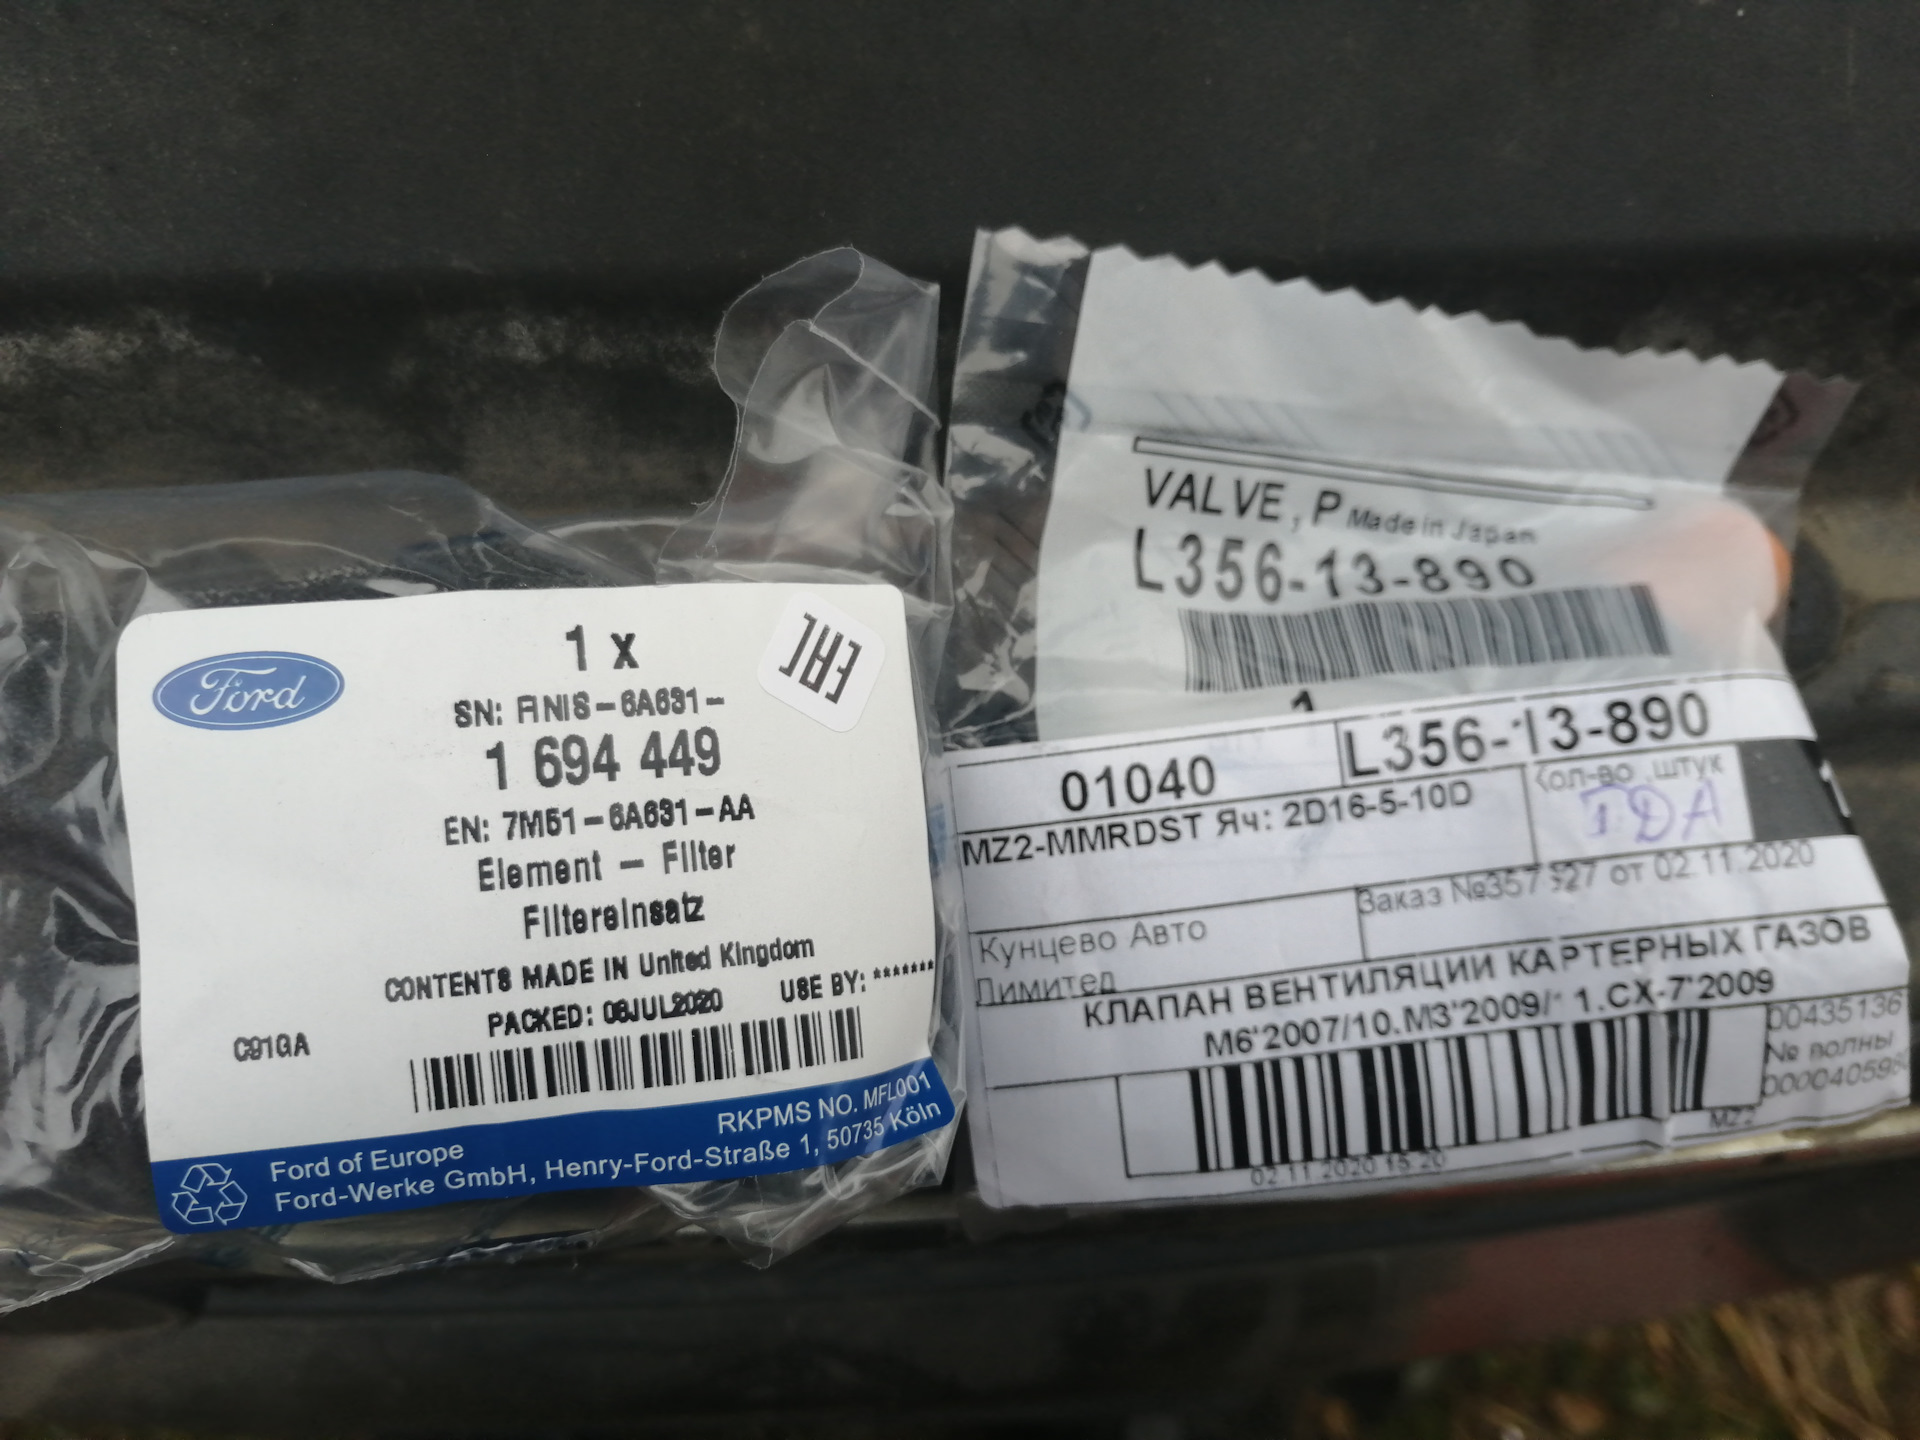 Ford
1 x
EAC
SN: FINIS-6A631-
1 694 449
EN: 7M51-6A631-AA
Element - Filter
Filtereinsatz
CONTENTS MADE IN United Kingdom
PACKED: 06JUL2020 USE BY: *******
C91GA
RKPMS NO. MFL001
Ford of Europe
Ford-Werke GmbH, Henry-Ford-Straße 1, 50735 Köln
VALVE, P Made in Japan
L356-13-890
1
01040 L356-13-890
MZ2-MMRDST Яч: 2D16-5-10D
Кол-во штук
Заказ от 02.11.2020
Кунцево Авто
Лимитед
КЛАПАН ВЕНТИЛЯЦИИ КАРТЕРНЫХ ГАЗОВ
M6'2007/10.M3'2009/ 1.CX-7'2009
00435136
№ полны
MZ2
02.11.2020 15:20